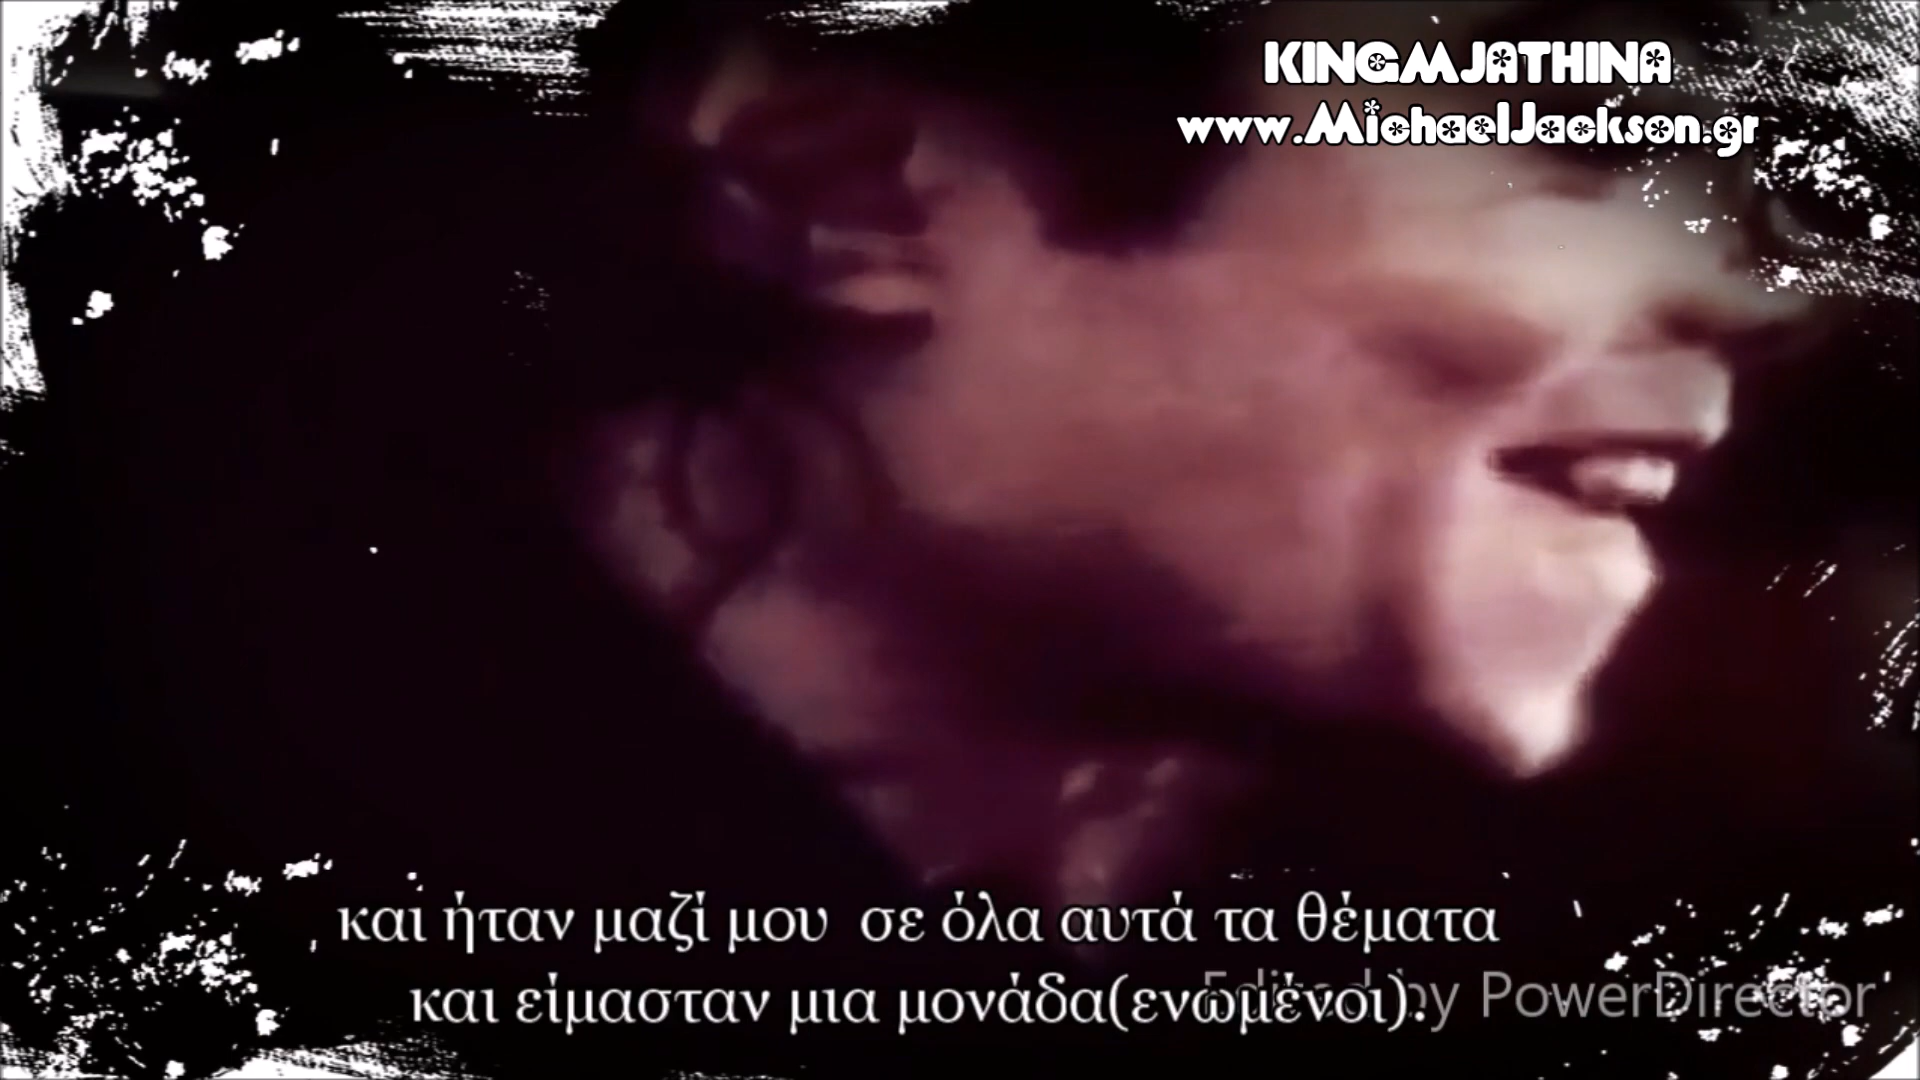 KINGMJATHINA
www.MichaelJackson.gr
και ήταν μαζί μου σε όλα αυτά τα θέματα
και είμασταν μια μονάδα(ενωμένοι).
Edited by PowerDirector